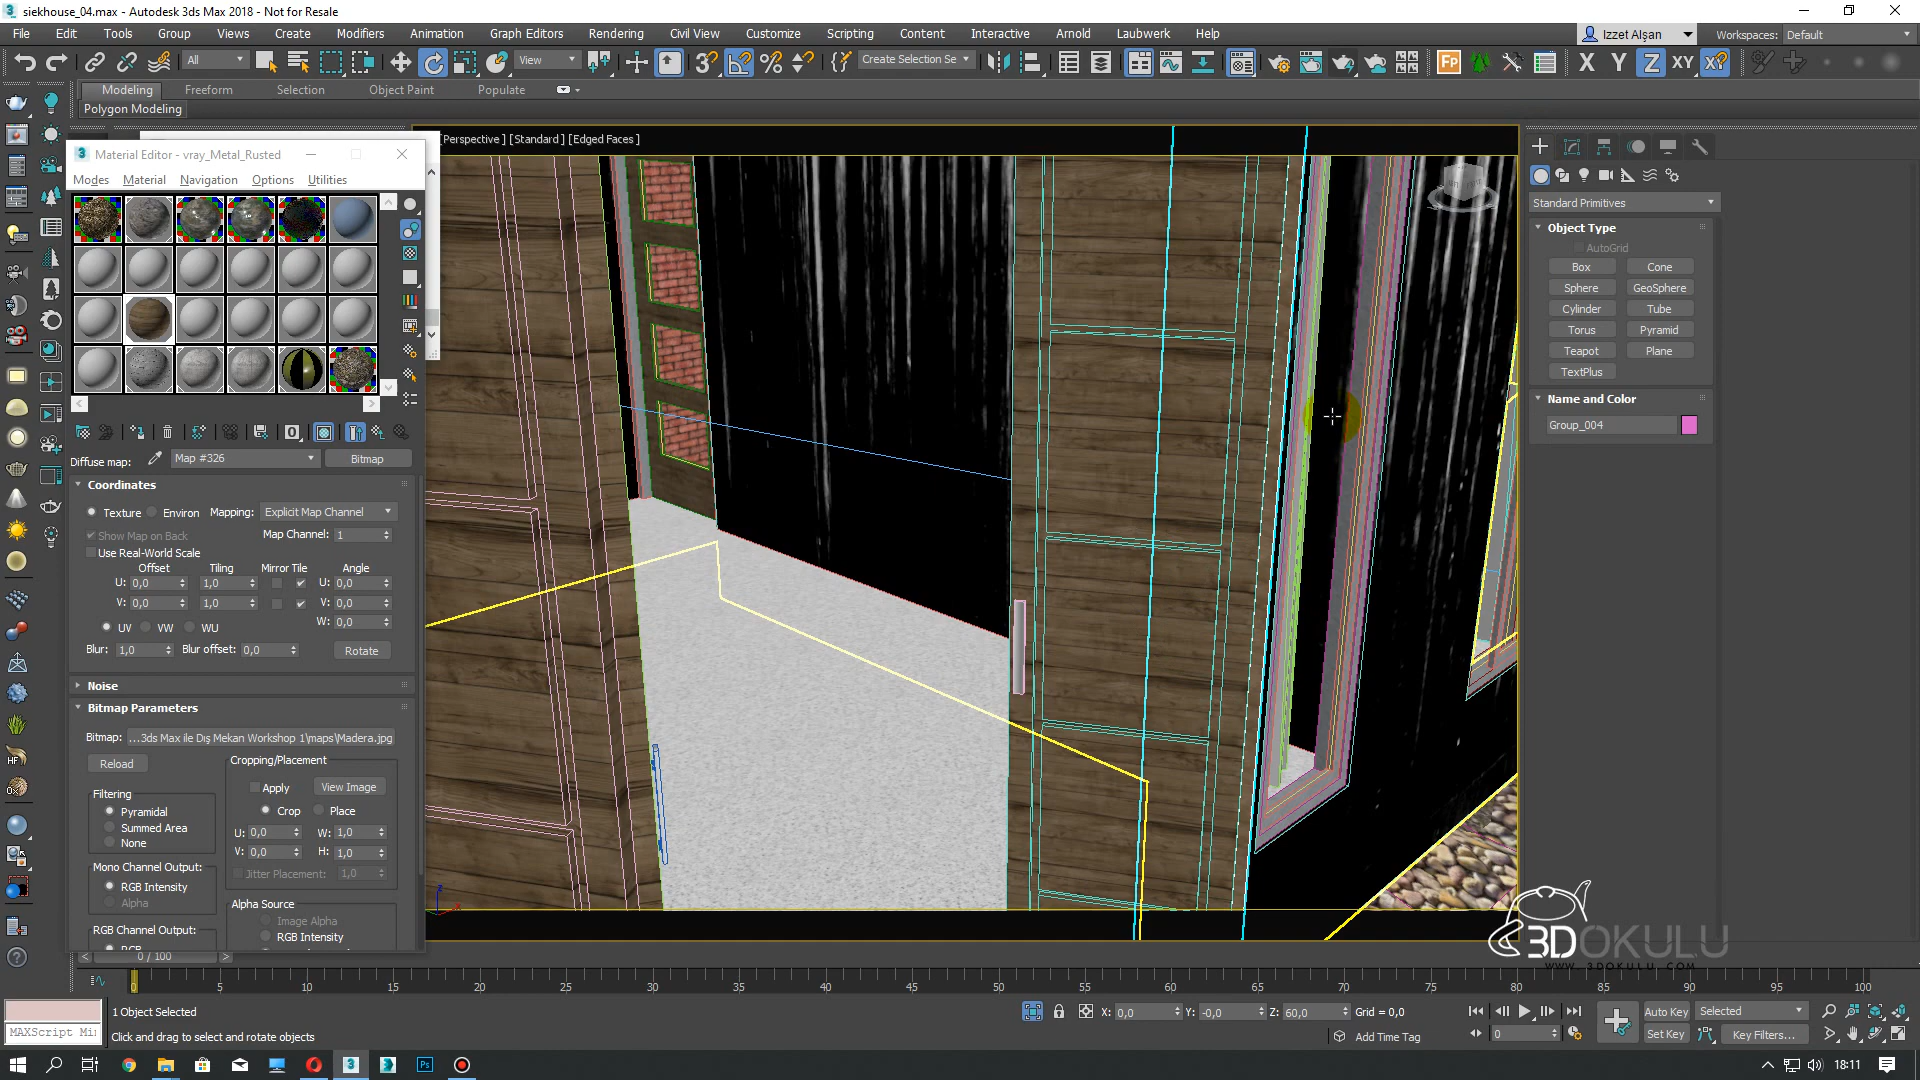 siekhouse_04.max - Autodesk 3ds Max 2018 - Not for Resale
File Edit Tools Group Views Create Modifiers Animation Graph Editors Rendering Civil View Customize Scripting Content Interactive Arnold Laubwerk Help
Izzet Alşan Workspaces: Default
All View Create Selection Se X Y Z XY
Modeling Freeform Selection Object Paint Populate
Polygon Modeling
[Perspective ] [Standard ] [Edged Faces ]
Material Editor - vray_Metal_Rusted
Modes Material Navigation Options Utilities
Diffuse map: Map #326 Bitmap
Coordinates
Texture Environ Mapping: Explicit Map Channel
Show Map on Back Map Channel: 1
Use Real-World Scale
Offset Tiling Mirror Tile Angle
U: 0,0 1,0 U: 0,0
V: 0,0 1,0 V: 0,0
W: 0,0
UV VW WU
Blur: 1,0 Blur offset: 0,0 Rotate
Noise
Bitmap Parameters
Bitmap: ...3ds Max ile Dış Mekan Workshop 1\maps\Madera.jpg
Reload Cropping/Placement
Apply View Image
Filtering
Pyramidal Crop Place
Summed Area U: 0,0 W: 1,0
None V: 0,0 H: 1,0
Mono Channel Output: Jitter Placement: 1,0
RGB Intensity
Alpha Alpha Source
Image Alpha
RGB Channel Output: RGB Intensity
Standard Primitives
Object Type
AutoGrid
Box Cone
Sphere GeoSphere
Cylinder Tube
Torus Pyramid
Teapot Plane
TextPlus
Name and Color
Group_004
3DOKULU
WWW.3DOKULU.COM
0 / 100
0 5 10 15 20 25 30 35 40 45 50 55 60 65 70 75 80 85 90 95 100
1 Object Selected X: 0,0 Y: -0,0 Z: 60,0 Grid = 0,0 Auto Key Selected
MAXScript Mi Click and drag to select and rotate objects Add Time Tag 0 Set Key Key Filters...
18:11